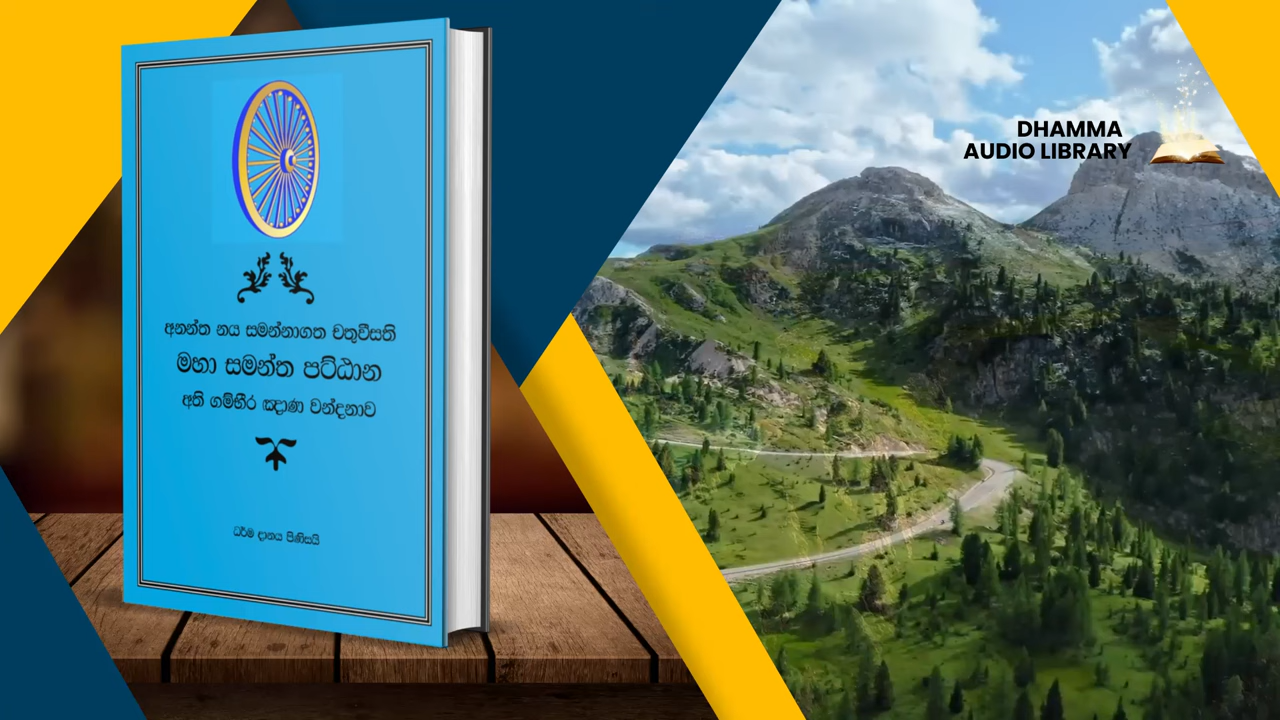 අනන්ත නය සමන්නාගත චතුවීසති
මහා සමන්ත පට්ඨාන
අති ගම්භීර ඤාණ වන්දනාව
ධර්ම දානය පිණිසයි
DHAMMA
AUDIO LIBRARY